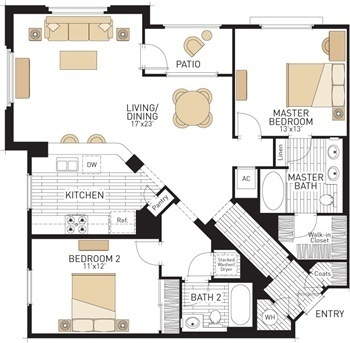 PATIO
LIVING/
DINING
17'x23'
MASTER
BEDROOM
13'x13'
DW
Linen
AC
MASTER
BATH
KITCHEN
Pantry
Ref.
Walk-in
Closet
BEDROOM 2
11'x12'
Stacked
Washer/
Dryer
Coats
BATH 2
WH
ENTRY